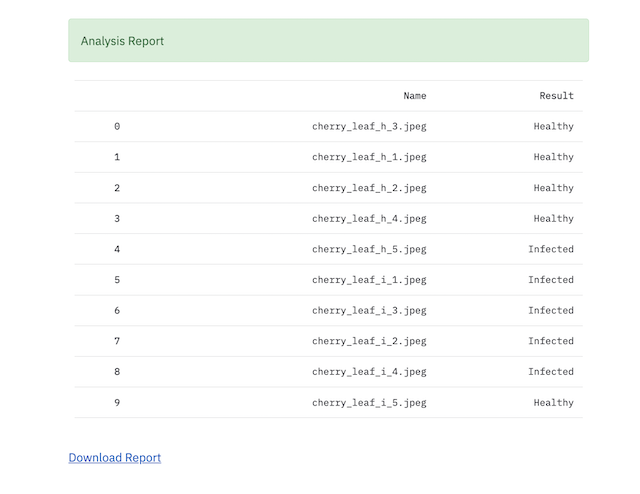 Analysis Report
Name Result
0 cherry_leaf_h_3.jpeg Healthy
1 cherry_leaf_h_1.jpeg Healthy
2 cherry_leaf_h_2.jpeg Healthy
3 cherry_leaf_h_4.jpeg Healthy
4 cherry_leaf_h_5.jpeg Infected
5 cherry_leaf_i_1.jpeg Infected
6 cherry_leaf_i_3.jpeg Infected
7 cherry_leaf_i_2.jpeg Infected
8 cherry_leaf_i_4.jpeg Infected
9 cherry_leaf_i_5.jpeg Healthy
Download Report